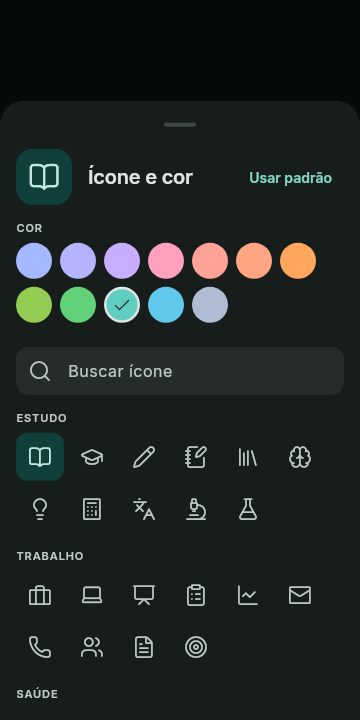 Ícone e cor
Usar padrão
COR
Buscar ícone
ESTUDO
TRABALHO
SAÚDE